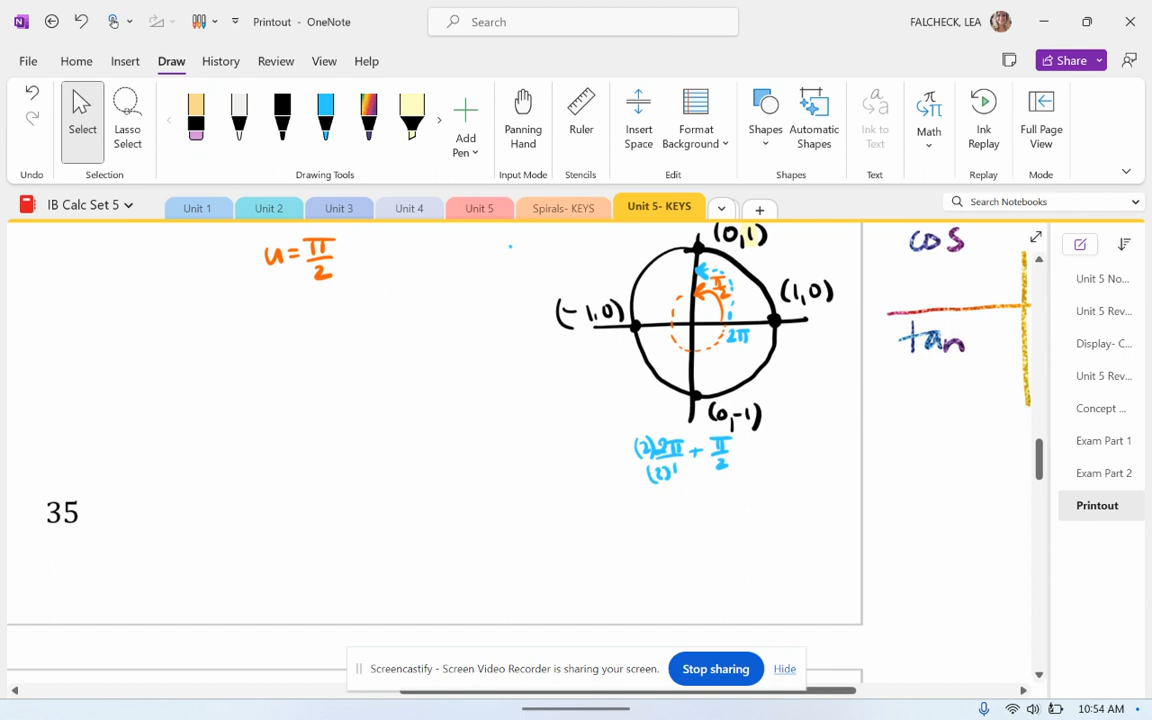 Printout - OneNote
Search
FALCHECK, LEA
File Home Insert Draw History Review View Help
Share
Select
Lasso Select
Add Pen
Panning Hand
Ruler
Insert Space
Format Background
Shapes
Automatic Shapes
Ink to Text
Math
Ink Replay
Full Page View
Undo
Selection
Drawing Tools
Input Mode
Stencils
Edit
Shapes
Text
Replay
Mode
IB Calc Set 5
Unit 1
Unit 2
Unit 3
Unit 4
Unit 5
Spirals- KEYS
Unit 5- KEYS
Search Notebooks
u = π/2
(0,1)
cos
π/2
(1,0)
(-1,0)
2π
tan
(0,-1)
(2)2π/(2)1 + π/2
35
Unit 5 No...
Unit 5 Rev...
Display- C...
Unit 5 Rev...
Concept ...
Exam Part 1
Exam Part 2
Printout
Screencastify - Screen Video Recorder is sharing your screen.
Stop sharing
Hide
10:54 AM